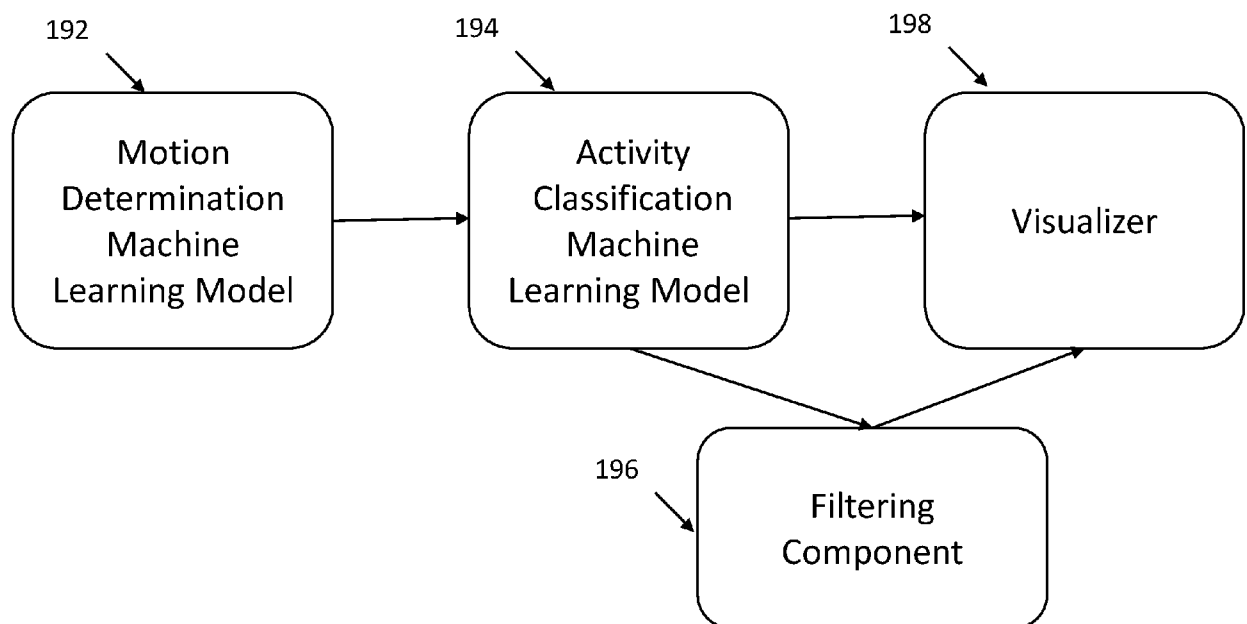 192
Motion
Determination
Machine
Learning Model
194
Activity
Classification
Machine
Learning Model
198
Visualizer
196
Filtering
Component